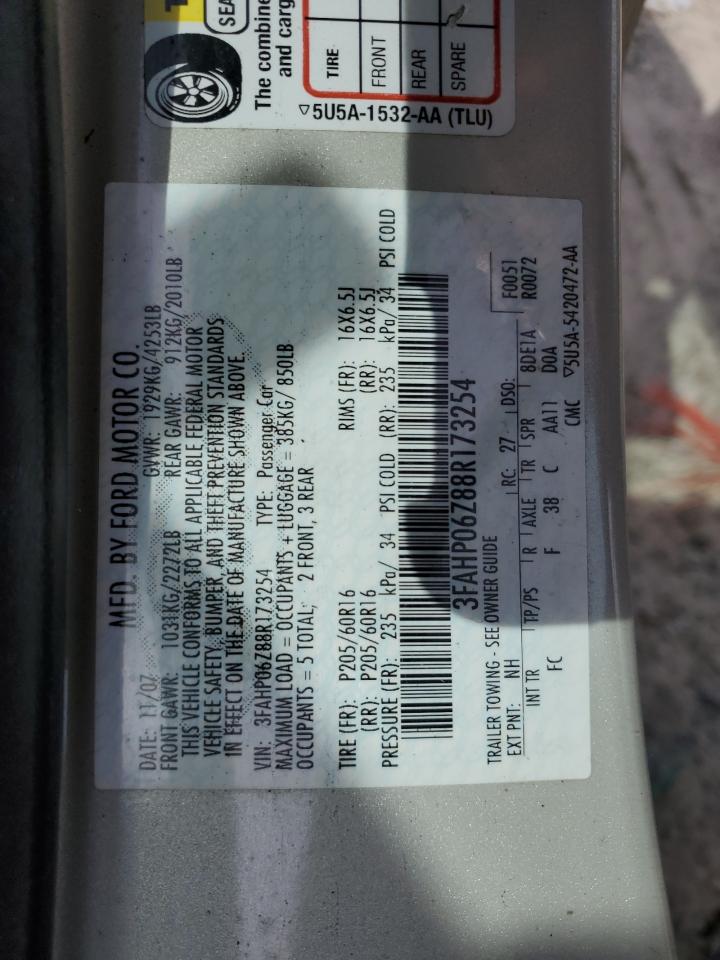 SEA
The combine
and carg
TIRE
FRONT
REAR
SPARE
5U5A-1532-AA (TLU)
MFD. BY FORD MOTOR CO.
DATE: 11/07 GVWR: 1929KG/4253LB
FRONT GAWR: 1031KG/2272LB REAR GAWR: 912KG/2010LB
THIS VEHICLE CONFORMS TO ALL APPLICABLE FEDERAL MOTOR
VEHICLE SAFETY, BUMPER, AND THEFT PREVENTION STANDARDS
IN EFFECT ON THE DATE OF MANUFACTURE SHOWN ABOVE.
VIN: 3FAHP06Z88R173254 TYPE: Passenger Car
MAXIMUM LOAD = OCCUPANTS + LUGGAGE = 385KG/ 850LB
OCCUPANTS = 5 TOTAL; 2 FRONT, 3 REAR
TIRE (FR): P205/60R16 RIMS (FR): 16X6.5J
(RR): P205/60R16 (RR): 16X6.5J
PRESSURE (FR): 235 kPa/ 34 PSI COLD (RR): 235 kPa/ 34 PSI COLD
3FAHP06Z88R173254
TRAILER TOWING - SEE OWNER GUIDE
EXT PNT: NH RC: 27 DSO: F0051
R0072
INT TR TP/PS R AXLE TR SPR 8DE1A
FC F 38 C AA11 DOA
CMC 5U5A-5420472-AA